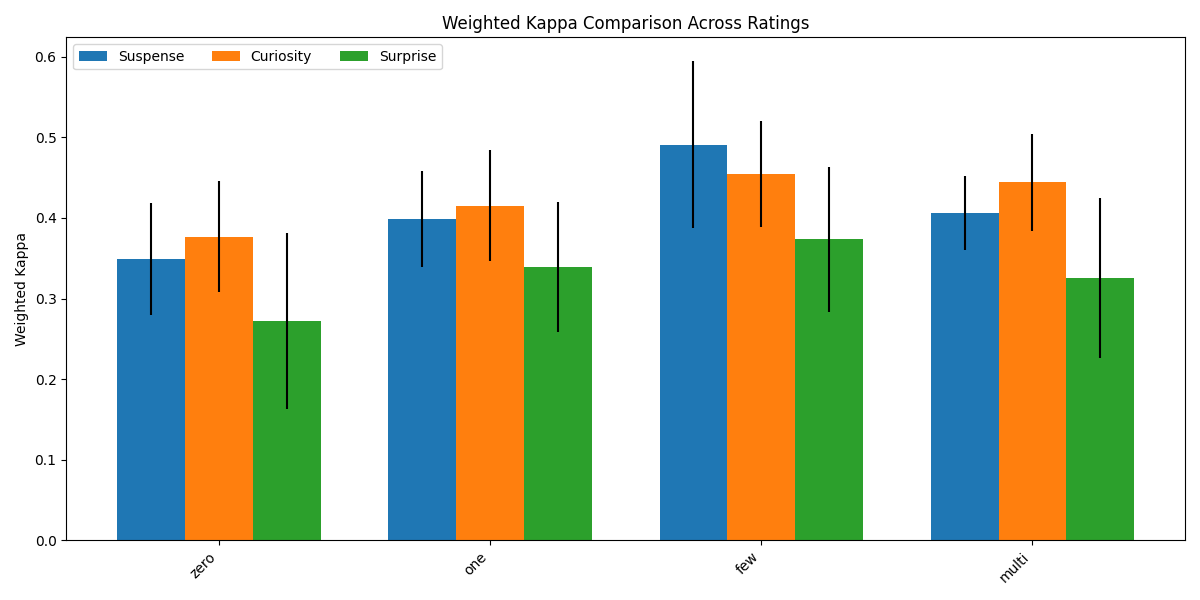 Weighted Kappa Comparison Across Ratings
Suspense Curiosity Surprise
Weighted Kappa
0.6
0.5
0.4
0.3
0.2
0.1
0.0
zero one few multi